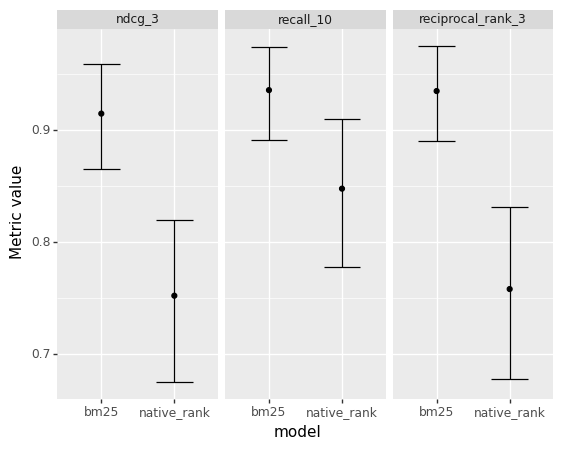 ndcg_3 recall_10 reciprocal_rank_3
Metric value
0.9
0.8
0.7
bm25 native_rank bm25 native_rank bm25 native_rank
model